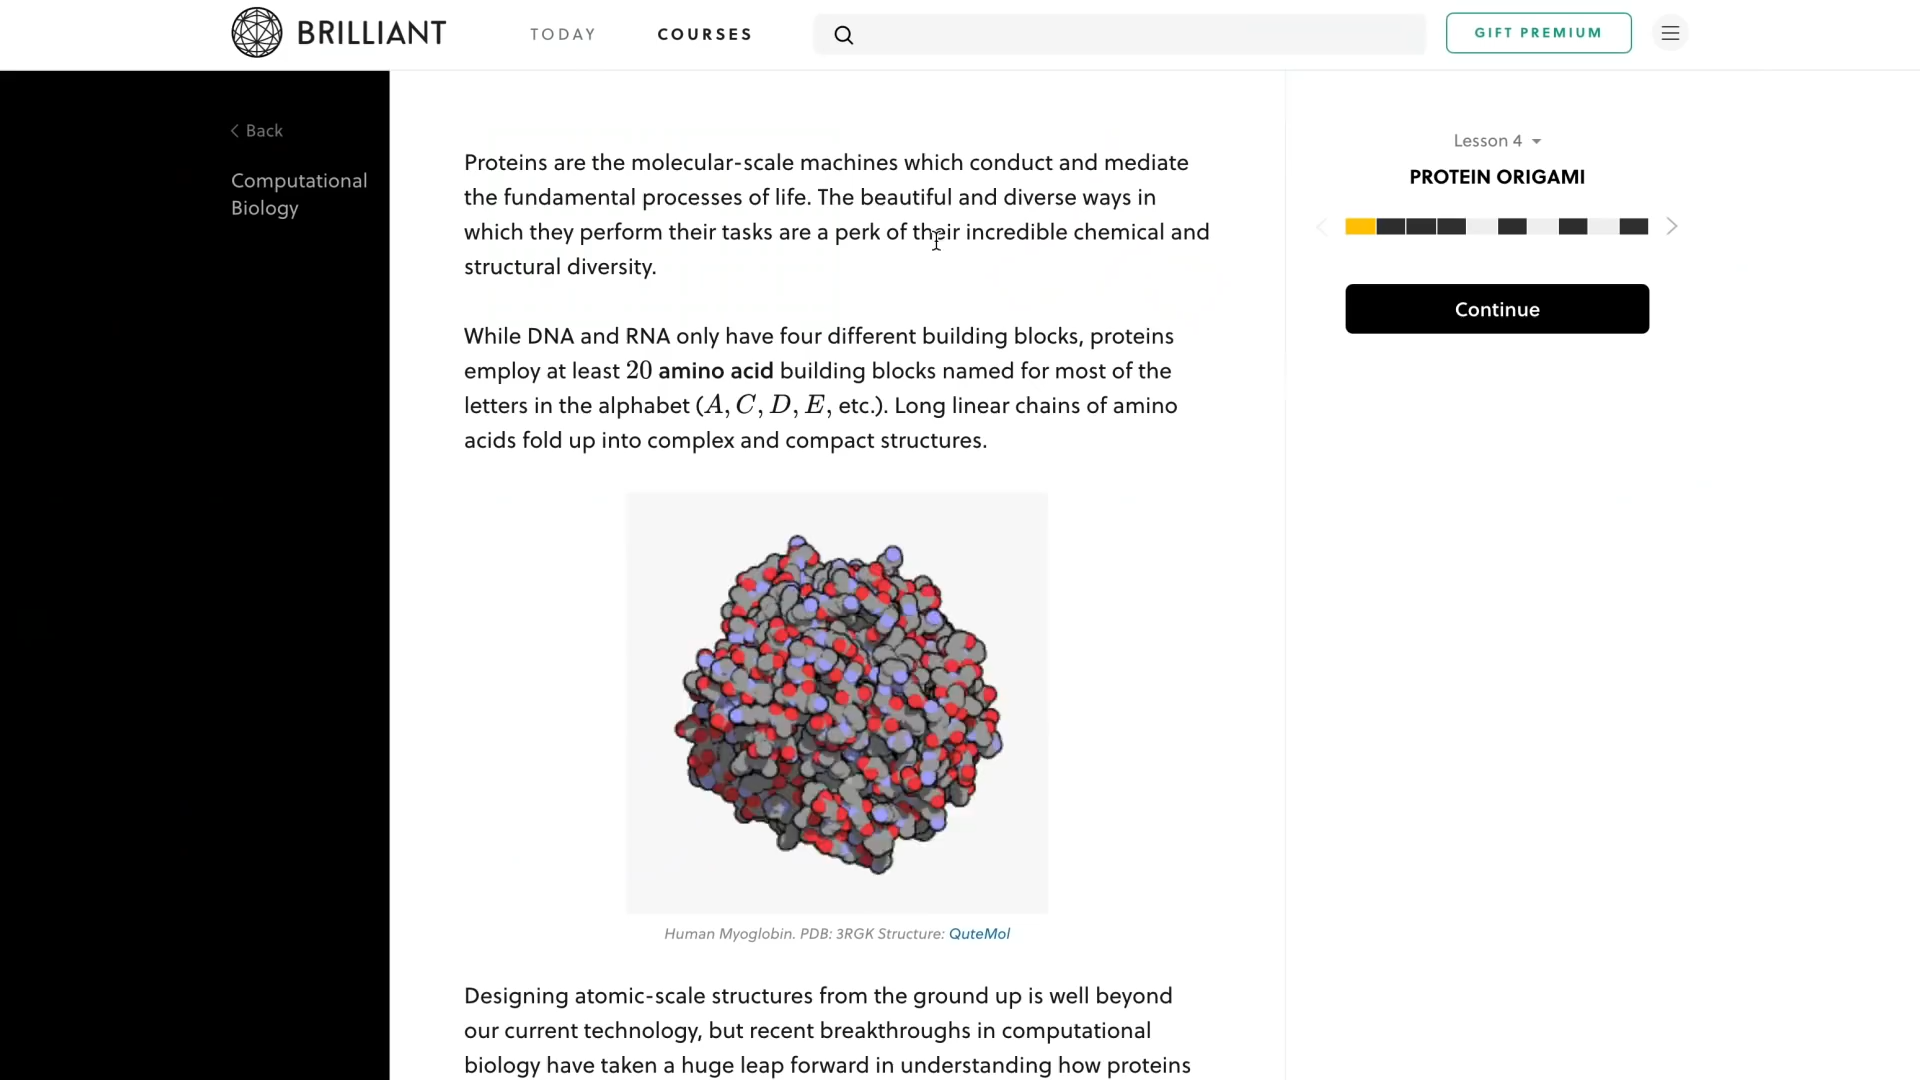 BRILLIANT
TODAY
COURSES
GIFT PREMIUM
Back
Computational
Biology
Proteins are the molecular-scale machines which conduct and mediate
the fundamental processes of life. The beautiful and diverse ways in
which they perform their tasks are a perk of their incredible chemical and
structural diversity.
While DNA and RNA only have four different building blocks, proteins
employ at least 20 amino acid building blocks named for most of the
letters in the alphabet (A, C, D, E, etc.). Long linear chains of amino
acids fold up into complex and compact structures.
Human Myoglobin. PDB: 3RGK Structure: QuteMol
Designing atomic-scale structures from the ground up is well beyond
our current technology, but recent breakthroughs in computational
biology have taken a huge leap forward in understanding how proteins
Lesson 4
PROTEIN ORIGAMI
Continue